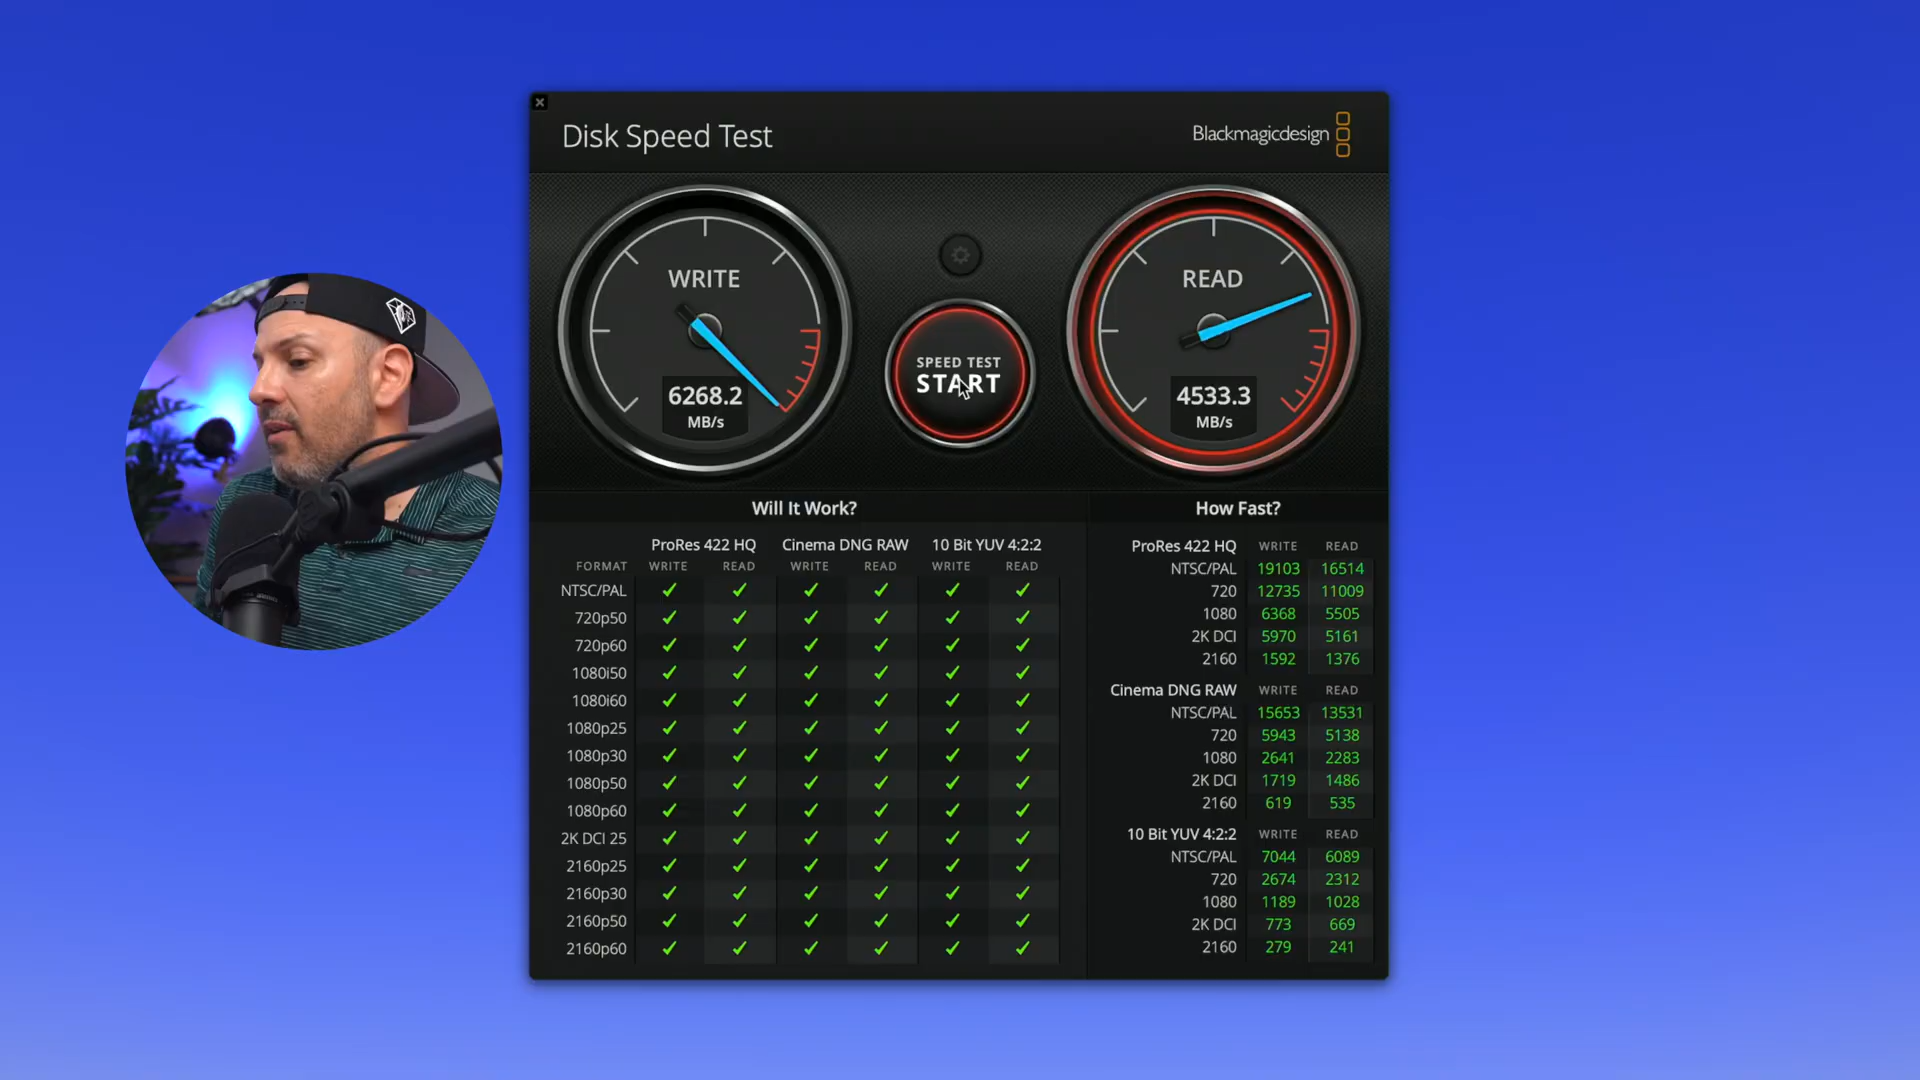 Disk Speed Test
Blackmagicdesign
WRITE
6268.2
MB/s
SPEED TEST
START
READ
4533.3
MB/s
Will It Work?
ProRes 422 HQ Cinema DNG RAW 10 Bit YUV 4:2:2
FORMAT WRITE READ WRITE READ WRITE READ
NTSC/PAL ✓ ✓ ✓ ✓ ✓ ✓
720p50 ✓ ✓ ✓ ✓ ✓ ✓
720p60 ✓ ✓ ✓ ✓ ✓ ✓
1080i50 ✓ ✓ ✓ ✓ ✓ ✓
1080i60 ✓ ✓ ✓ ✓ ✓ ✓
1080p25 ✓ ✓ ✓ ✓ ✓ ✓
1080p30 ✓ ✓ ✓ ✓ ✓ ✓
1080p50 ✓ ✓ ✓ ✓ ✓ ✓
1080p60 ✓ ✓ ✓ ✓ ✓ ✓
2K DCI 25 ✓ ✓ ✓ ✓ ✓ ✓
2160p25 ✓ ✓ ✓ ✓ ✓ ✓
2160p30 ✓ ✓ ✓ ✓ ✓ ✓
2160p50 ✓ ✓ ✓ ✓ ✓ ✓
2160p60 ✓ ✓ ✓ ✓ ✓ ✓
How Fast?
ProRes 422 HQ WRITE READ
NTSC/PAL 19103 16514
720 12735 11009
1080 6368 5505
2K DCI 5970 5161
2160 1592 1376
Cinema DNG RAW WRITE READ
NTSC/PAL 15653 13531
720 5943 5138
1080 2641 2283
2K DCI 1719 1486
2160 619 535
10 Bit YUV 4:2:2 WRITE READ
NTSC/PAL 7044 6089
720 2674 2312
1080 1189 1028
2K DCI 773 669
2160 279 241